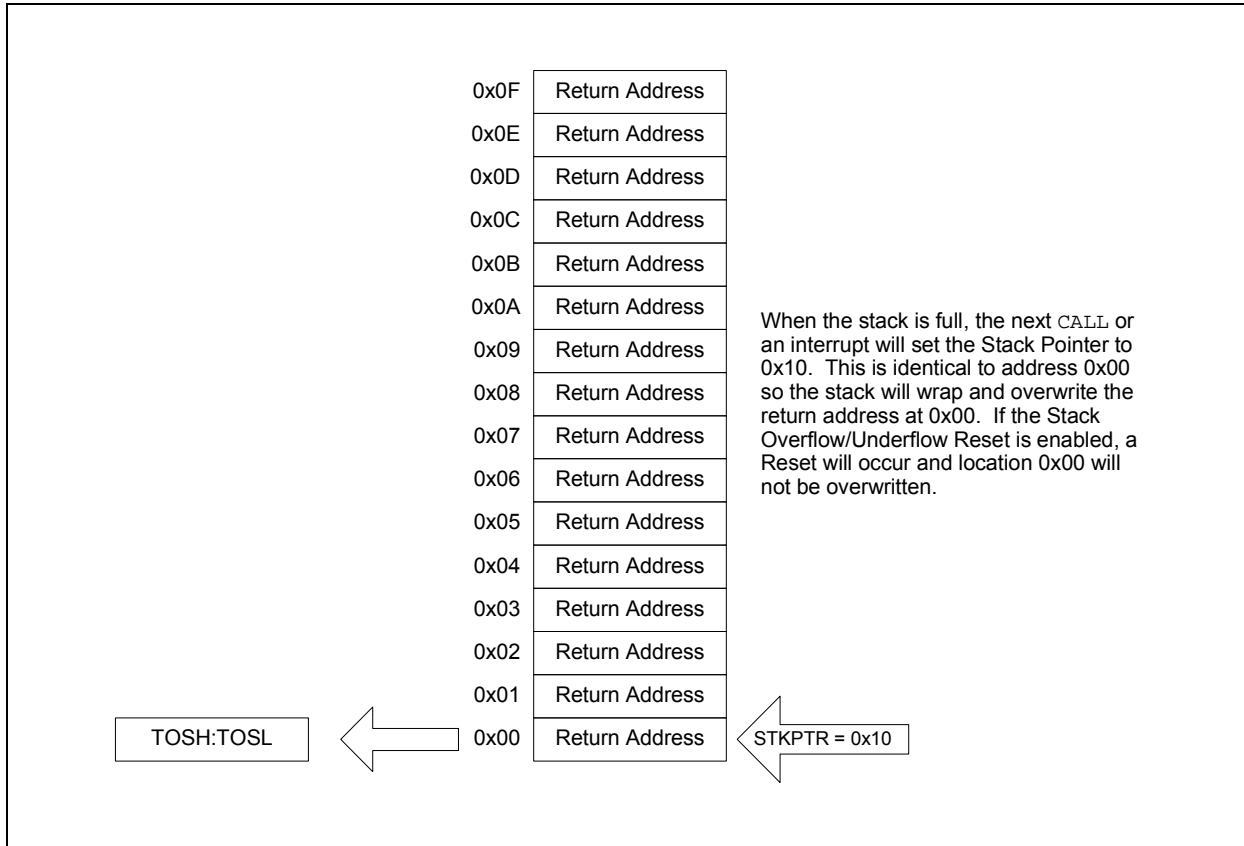 0x0F Return Address
0x0E Return Address
0x0D Return Address
0x0C Return Address
0x0B Return Address
0x0A Return Address
0x09 Return Address
0x08 Return Address
0x07 Return Address
0x06 Return Address
0x05 Return Address
0x04 Return Address
0x03 Return Address
0x02 Return Address
0x01 Return Address
TOSH:TOSL 0x00 Return Address STKPTR = 0x10
When the stack is full, the next CALL or
an interrupt will set the Stack Pointer to
0x10. This is identical to address 0x00
so the stack will wrap and overwrite the
return address at 0x00. If the Stack
Overflow/Underflow Reset is enabled, a
Reset will occur and location 0x00 will
not be overwritten.